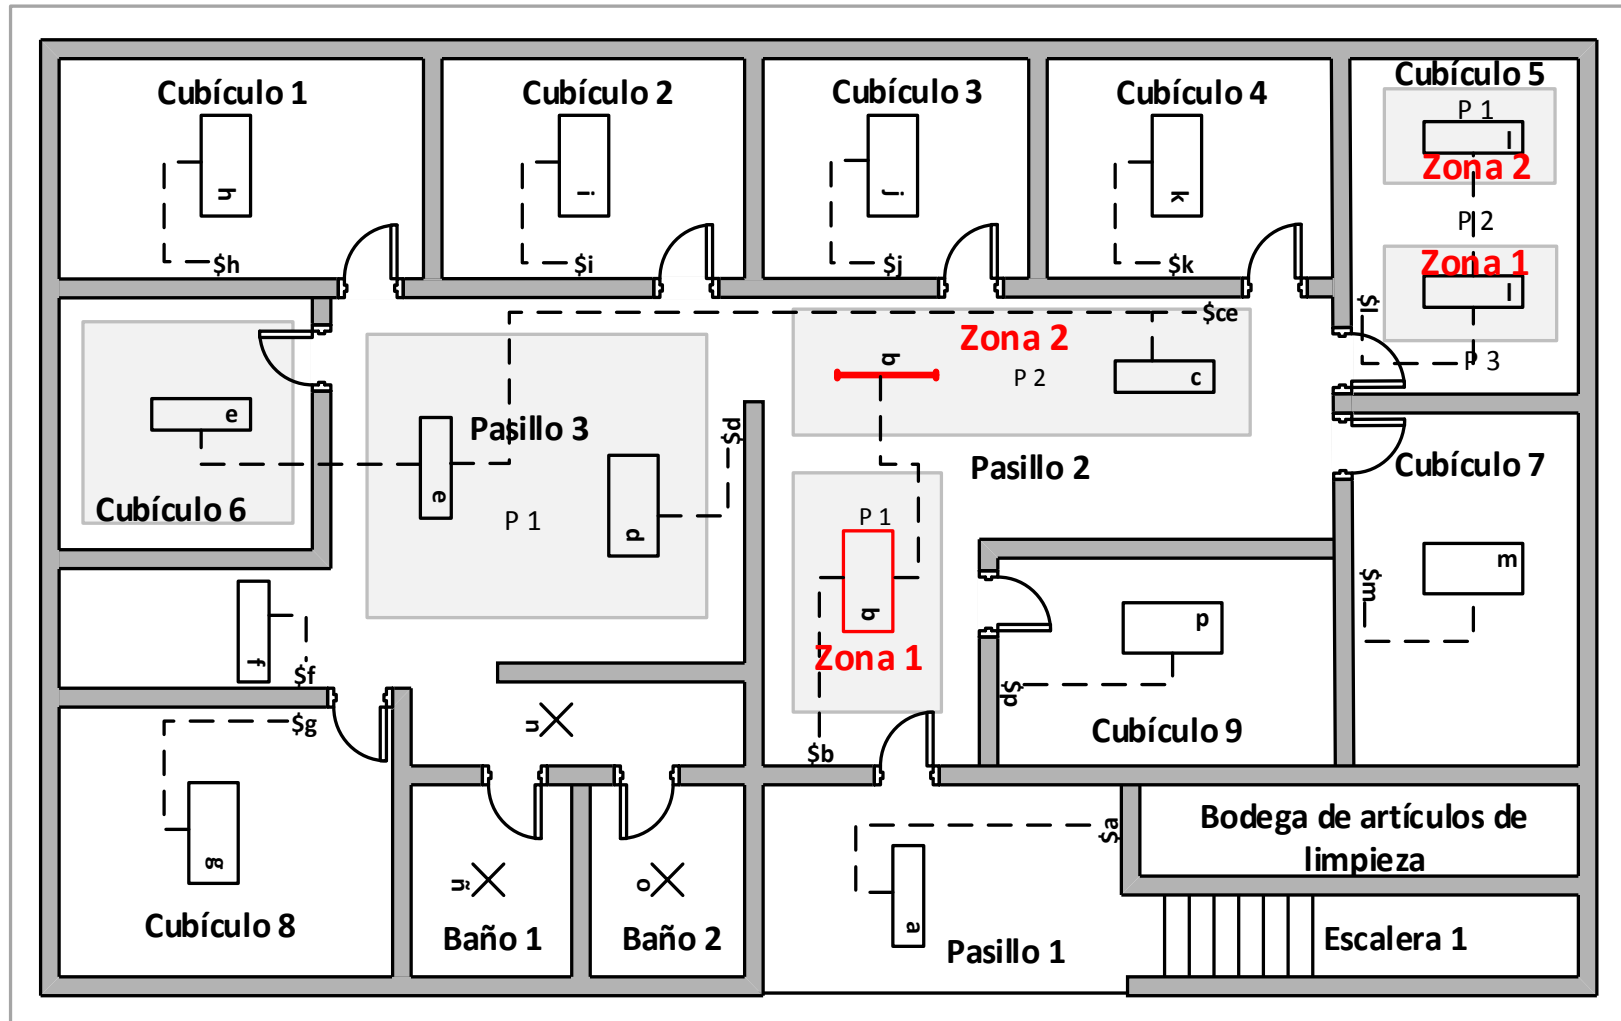 Cubículo 1
Cubículo 2
Cubículo 3
Cubículo 4
Cubículo 5
P 1
l
Zona 2
h
i
j
k
P 2
$h
$i
$j
$k
Zona 1
l
$l
P 3
$ce
Zona 2
b
P 2
c
e
Pasillo 3
$d
Pasillo 2
Cubículo 7
e
Cubículo 6
P 1
d
P 1
b
Zona 1
m
$m
p
$p
Cubículo 9
f
$f
$g
n
$b
g
Cubículo 8
ñ
Baño 1
o
Baño 2
$a
a
Pasillo 1
Bodega de artículos de
limpieza
Escalera 1